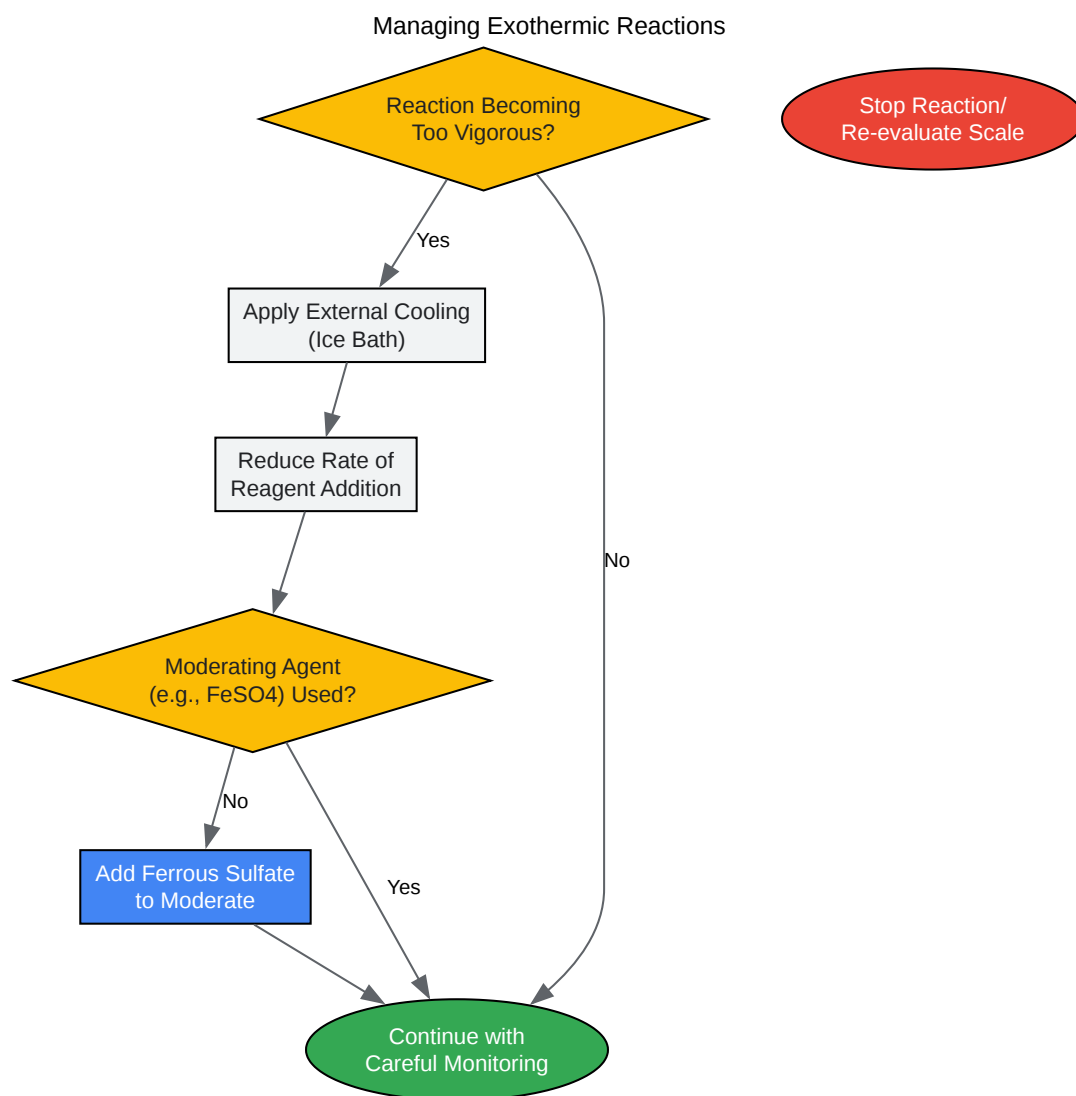 Managing Exothermic Reactions
Reaction Becoming
Too Vigorous?
Stop Reaction/
Re-evaluate Scale
Yes
Apply External Cooling
(Ice Bath)
Reduce Rate of
Reagent Addition
No
Moderating Agent
(e.g., FeSO4) Used?
No
Add Ferrous Sulfate
to Moderate
Yes
Continue with
Careful Monitoring